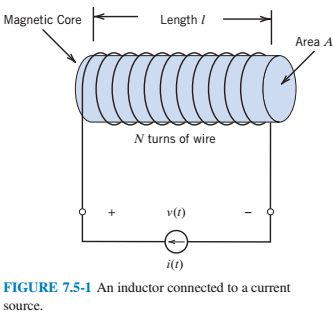 Magnetic Core
Length l
Area A
N turns of wire
+ v(t) −
i(t)
FIGURE 7.5-1 An inductor connected to a current
source.